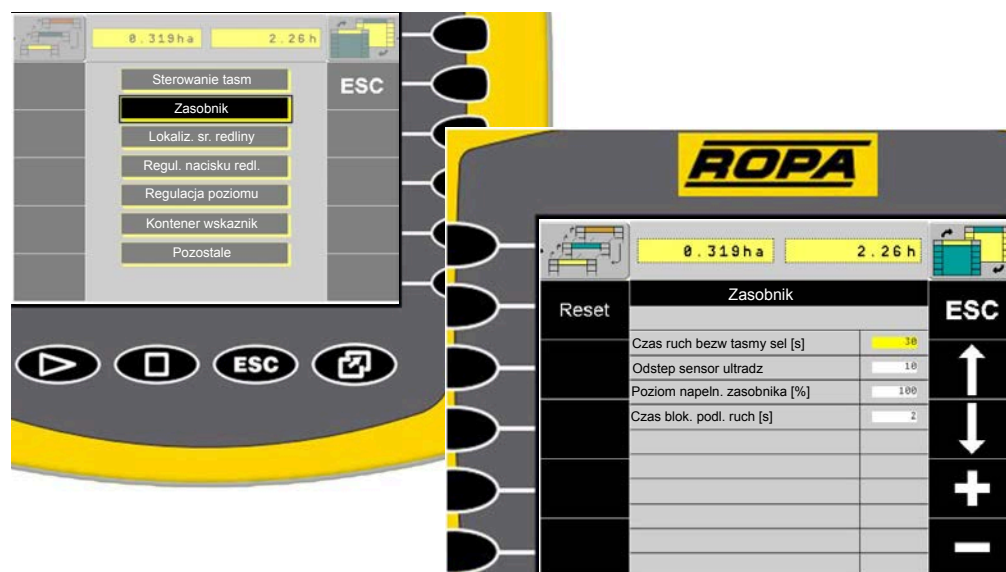 0.319ha 2.26h
Sterowanie tasm
ESC
Zasobnik
Lokaliz. sr. redliny
Regul. nacisku redl.
Regulacja poziomu
Kontener wskaznik
Pozostale
ESC
ROPA
0.319ha 2.26h
Reset
Zasobnik
ESC
Czas ruch bezw tasmy sel [s] 30
Odstep sensor ultradz 10
Poziom napeln. zasobnika [%] 100
Czas blok. podl. ruch [s] 2